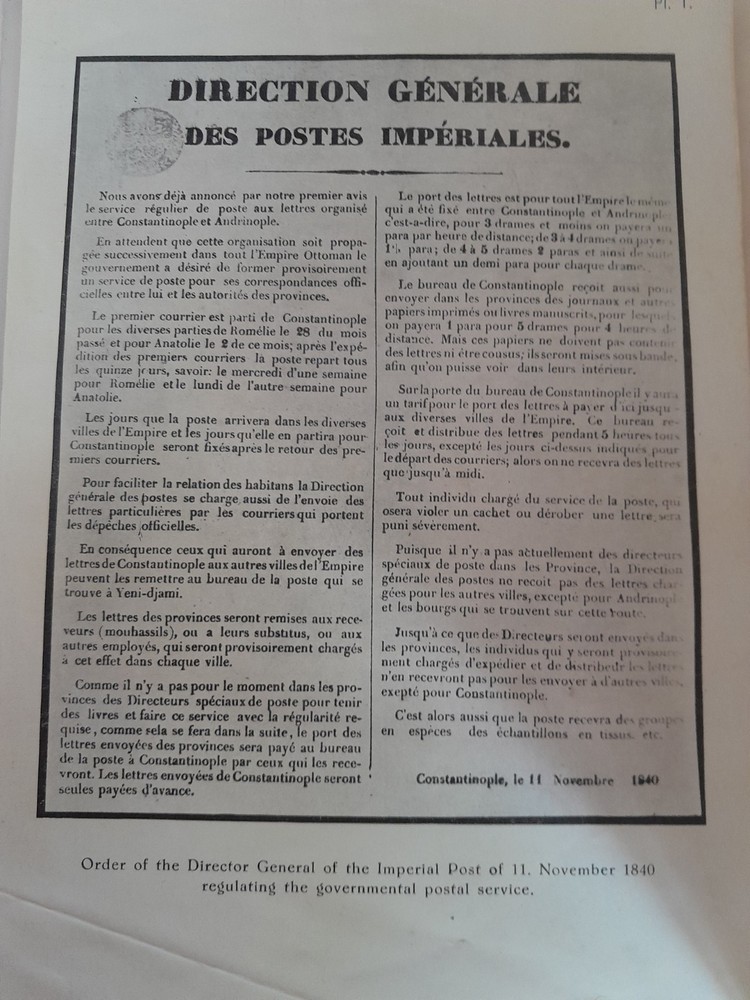 Pl. 1.
DIRECTION GÉNÉRALE
DES POSTES IMPÉRIALES.
Nous avons déjà annoncé par notre premier avis
le service régulier de poste aux lettres organisé
entre Constantinople et Andrinople.
En attendent que cette organisation soit propa-
gée successivement dans tout l'Empire Ottoman le
gouvernement a désiré de former provisoirement
un service de poste pour ses correspondances offi-
cielles entre lui et les autorités des provinces.
Le premier courrier est parti de Constantinople
pour les diverses parties de Romélie le 28 du mois
passé et pour Anatolie le 2 de ce mois; après l'expé-
dition des premiers courriers la poste repart tous
les quinze jours, savoir: le mercredi d'une semaine
pour Romélie et le lundi de l'autre semaine pour
Anatolie.
Les jours que la poste arrivera dans les diverses
villes de l'Empire et les jours qu'elle en partira pour
Constantinople seront fixés après le retour des pre-
miers courriers.
Pour faciliter la relation des habitans la Direction
générale des postes se charge aussi de l'envoie des
lettres particulières par les courriers qui portent
les dépêches officielles.
En conséquence ceux qui auront à envoyer des
lettres de Constantinople aux autres villes de l'Empire
peuvent les remettre au bureau de la poste qui se
trouve à Yeni-djami.
Les lettres des provinces seront remises aux rece-
veurs (mouhassils), ou a leurs substitus, ou aux
autres employés, qui seront provisoirement chargés
à cet effet dans chaque ville.
Comme il n'y a pas pour le moment dans les pro-
vinces des Directeurs spéciaux de poste pour tenir
des livres et faire ce service avec la régularité re-
quise, comme sela se fera dans la suite, le port des
lettres envoyées des provinces sera payé au bureau
de la poste à Constantinople par ceux qui les rece-
vront. Les lettres envoyées de Constantinople seront
seules payées d'avance.
Le port des lettres est pour tout l'Empire le même
qui a été fixé entre Constantinople et Andrinople
c'est-a-dire, pour 3 drames et moins on payera un
para par heure de distance; de 3 à 4 drames on payera
1½ para; de 4 à 5 drames 2 paras et ainsi de suite
en ajoutant un demi para pour chaque drame.
Le bureau de Constantinople reçoit aussi pour
envoyer dans les provinces des journaux et autres
papiers imprimés ou livres manuscrits, pour lesquels
on payera 1 para pour 5 drames pour 4 heures de
distance. Mais ces papiers ne doivent pas contenir
des lettres ni être cousus; ils seront mises sous bande,
afin qu'on puisse voir dans leurs intérieur.
Sur la porte du bureau de Constantinople il y aura
un tarif pour le port des lettres à payer d'ici jusqu-
aux diverses villes de l'Empire. Ce bureau re-
çoit et distribue des lettres pendant 5 heures tous
les jours, excepté les jours ci-dessus indiqués pour
le départ des courriers; alors on ne recevra des lettres
que jusqu'à midi.
Tout individu chargé du service de la poste, qui
osera violer un cachet ou dérober une lettre sera
puni sévèrement.
Puisque il n'y a pas actuellement des directeurs
spéciaux de poste dans les Province, la Direction
générale des postes ne recoit pas des lettres char-
gées pour les autres villes, excepté pour Andrinople
et les bourgs qui se trouvent sur cette route.
Jusqu'à ce que des Directeurs seront envoyés dans
les provinces, les individus qui y seront provisoire-
ment chargés d'expédier et de distribedr les lettres
n'en recevront pas pour les envoyer à d'autres villes,
exepté pour Constantinople.
C'est alors aussi que la poste recevra des groupes
en espèces des échantillons en tissus, etc.
Constantinople, le 11 Novembre 1840
Order of the Director General of the Imperial Post of 11. November 1840
regulating the governmental postal service.